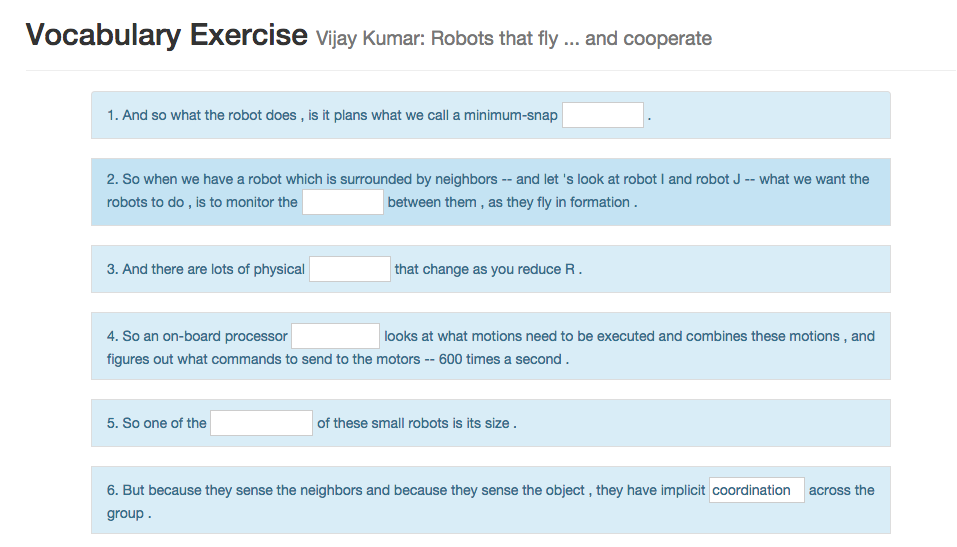 Vocabulary Exercise Vijay Kumar: Robots that fly ... and cooperate
1. And so what the robot does , is it plans what we call a minimum-snap .
2. So when we have a robot which is surrounded by neighbors -- and let 's look at robot I and robot J -- what we want the
robots to do , is to monitor the between them , as they fly in formation .
3. And there are lots of physical that change as you reduce R .
4. So an on-board processor looks at what motions need to be executed and combines these motions , and
figures out what commands to send to the motors -- 600 times a second .
5. So one of the of these small robots is its size .
6. But because they sense the neighbors and because they sense the object , they have implicit coordination across the
group .